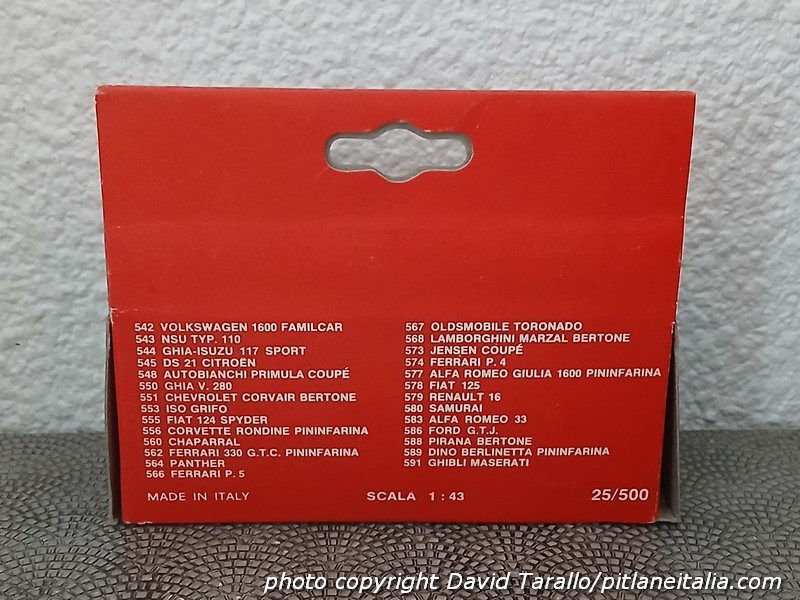 542 VOLKSWAGEN 1600 FAMILCAR
543 NSU TYP. 110
544 GHIA-ISUZU 117 SPORT
545 DS 21 CITROËN
548 AUTOBIANCHI PRIMULA COUPÉ
550 GHIA V. 280
551 CHEVROLET CORVAIR BERTONE
553 ISO GRIFO
555 FIAT 124 SPYDER
556 CORVETTE RONDINE PININFARINA
560 CHAPARRAL
562 FERRARI 330 G.T.C. PININFARINA
564 PANTHER
566 FERRARI P. 5
567 OLDSMOBILE TORONADO
568 LAMBORGHINI MARZAL BERTONE
573 JENSEN COUPÉ
574 FERRARI P. 4
577 ALFA ROMEO GIULIA 1600 PININFARINA
578 FIAT 125
579 RENAULT 16
580 SAMURAI
583 ALFA ROMEO 33
586 FORD G.T.J.
588 PIRANA BERTONE
589 DINO BERLINETTA PININFARINA
591 GHIBLI MASERATI
MADE IN ITALY
SCALA 1 : 43
25/500
photo copyright David Tarallo/pitlaneitalia.com